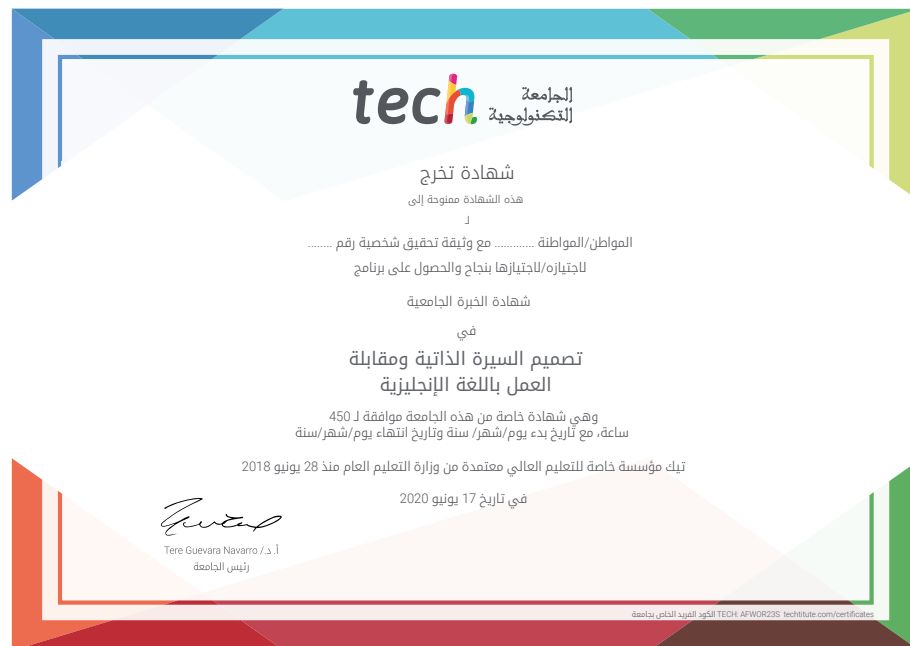 tech
الجامعة
التكنولوجية
شهادة تخرج
هذه الشهادة ممنوحة إلى
لـ
المواطن/المواطنة ............ مع وثيقة تحقيق شخصية رقم ........
لاجتيازه/لاجتيازها بنجاح والحصول على برنامج
شهادة الخبرة الجامعية
في
تصميم السيرة الذاتية ومقابلة
العمل باللغة الإنجليزية
وهي شهادة خاصة من هذه الجامعة موافقة لـ 450
ساعة، مع تاريخ بدء يوم/شهر/ سنة وتاريخ انتهاء يوم/شهر/سنة
تيك مؤسسة خاصة للتعليم العالي معتمدة من وزارة التعليم العام منذ 28 يونيو 2018
في تاريخ 17 يونيو 2020
أ. د./ Tere Guevara Navarro
رئيس الجامعة
الكود الفريد الخاص بجامعة TECH: AFWOR23S techtitute.com/certificates